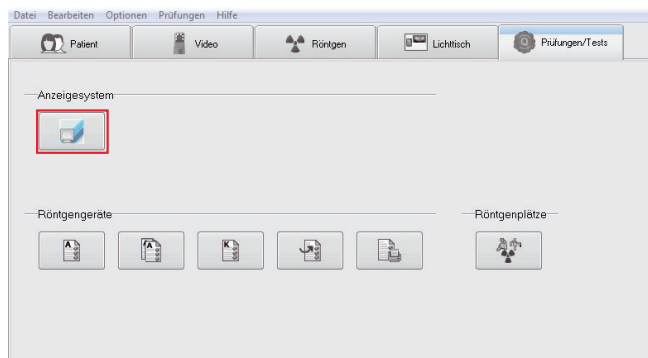 Datei Bearbeiten Optionen Prüfungen Hilfe
Patient Video Röntgen Lichttisch Q Prüfungen/Tests
Anzeigesystem
Röntgengeräte Röntgenplätze
A A K